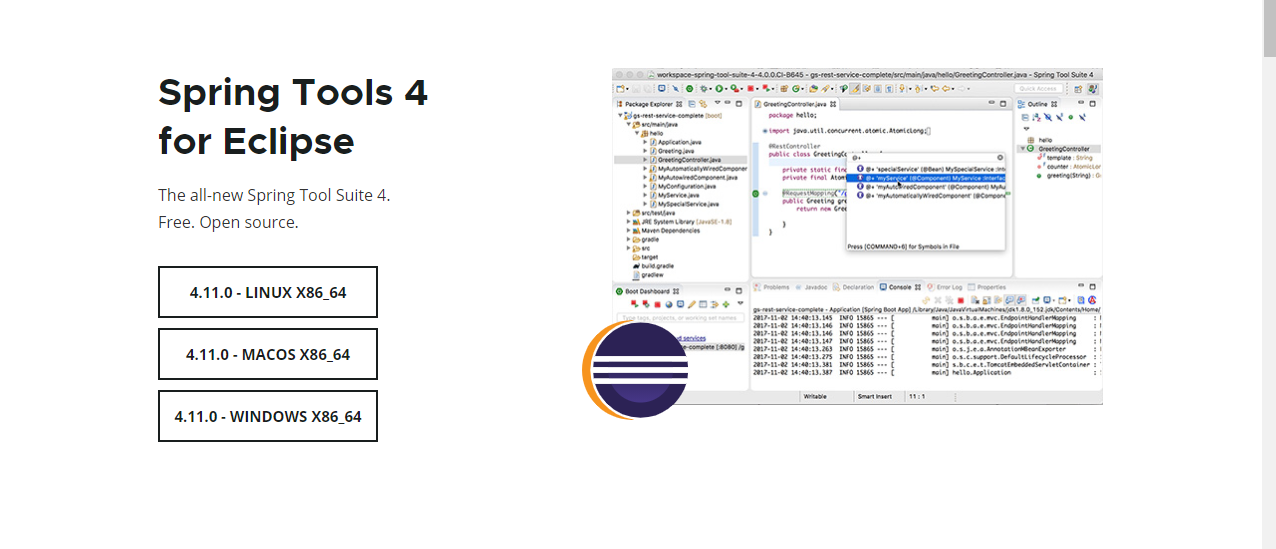 Spring Tools 4
for Eclipse
The all-new Spring Tool Suite 4.
Free. Open source.
4.11.0 - LINUX X86_64
4.11.0 - MACOS X86_64
4.11.0 - WINDOWS X86_64
workspace-spring-tool-suite-4-4.0.0.CI-B645 - gs-rest-service-complete/src/main/java/hello/GreetingController.java - Spring Tool Suite 4
Quick Access
Package Explorer
gs-rest-service-complete [boot]
src/main/java
hello
Application.java
Greeting.java
GreetingController.java
MyAutomaticallyWiredComponer
MyAutowiredComponent.java
MyConfiguration.java
MyService.java
MySpecialService.java
src/test/java
JRE System Library [JavaSE-1.8]
Maven Dependencies
gradle
src
target
build.gradle
gradlew
Boot Dashboard
Type tags, projects, or working set names
GreetingController.java
package hello;
import java.util.concurrent.atomic.AtomicLong;
@RestController
public class GreetingC
private static fin
private final Atom
@RequestMapping("/g
public Greeting gre
return new Gree
}
}
@+
@+ 'specialService' (@Bean) MySpecialService
@+ 'myService' (@Component) MyService
@+ 'myAutowiredComponent' (@Component) MyAu
@+ 'myAutomaticallyWiredComponent' (@Compon
Press [COMMAND+6] for Symbols in File
Outline
hello
GreetingController
template : String
counter : AtomicLor
greeting(String) : G
Problems
Javadoc
Declaration
Console
Error Log
Properties
gs-rest-service-complete - Application [Spring Boot App] /Library/Java/JavaVirtualMachines/jdk1.8.0_152.jdk/Contents/Home/
2017-11-02 14:40:13.145 INFO 15865 --- [ main] o.s.b.a.e.mvc.EndpointHandlerMapping :
2017-11-02 14:40:13.146 INFO 15865 --- [ main] o.s.b.a.e.mvc.EndpointHandlerMapping :
2017-11-02 14:40:13.146 INFO 15865 --- [ main] o.s.b.a.e.mvc.EndpointHandlerMapping :
2017-11-02 14:40:13.147 INFO 15865 --- [ main] o.s.b.a.e.mvc.EndpointHandlerMapping :
2017-11-02 14:40:13.263 INFO 15865 --- [ main] o.s.j.e.a.AnnotationMBeanExporter :
2017-11-02 14:40:13.275 INFO 15865 --- [ main] o.s.c.support.DefaultLifecycleProcessor :
2017-11-02 14:40:13.381 INFO 15865 --- [ main] s.b.c.e.t.TomcatEmbeddedServletContainer :
2017-11-02 14:40:13.387 INFO 15865 --- [ main] hello.Application :
Writable
Smart Insert
11 : 1